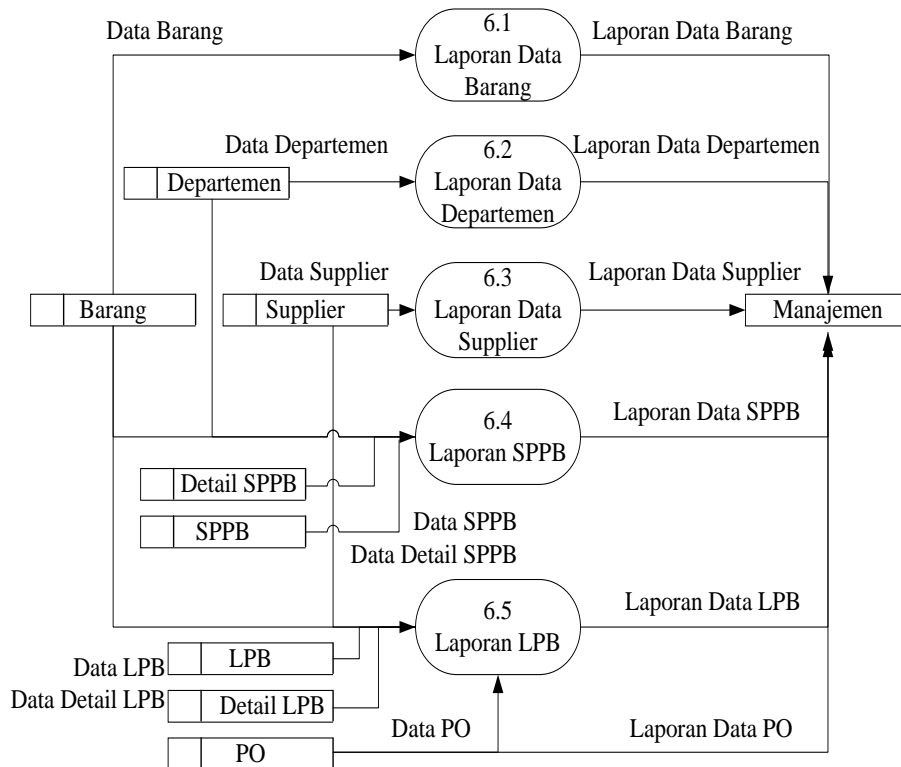 Data Barang
6.1
Laporan Data
Barang
Laporan Data Barang
Data Departemen
6.2
Laporan Data
Departemen
Laporan Data Departemen
Departemen
Data Supplier
6.3
Laporan Data
Supplier
Laporan Data Supplier
Barang
Supplier
Manajemen
6.4
Laporan SPPB
Laporan Data SPPB
Detail SPPB
SPPB
Data SPPB
Data Detail SPPB
6.5
Laporan LPB
Laporan Data LPB
LPB
Data LPB
Data Detail LPB
Detail LPB
PO
Data PO
Laporan Data PO